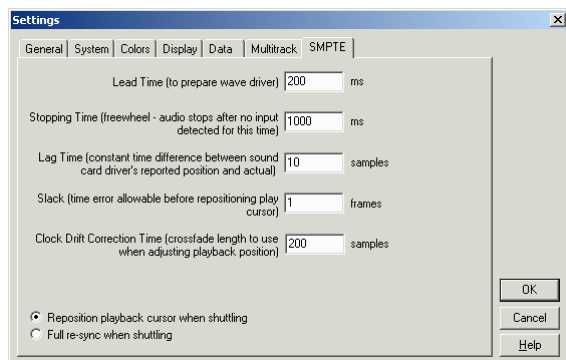 Settings
General System Colors Display Data Multitrack SMPTE
Lead Time (to prepare wave driver) 200 ms
Stopping Time (freewheel - audio stops after no input
detected for this time) 1000 ms
Lag Time (constant time difference between sound
card driver's reported position and actual) 10 samples
Slack (time error allowable before repositioning play
cursor) 1 frames
Clock Drift Correction Time (crossfade length to use
when adjusting playback position) 200 samples
Reposition playback cursor when shuttling
Full re-sync when shuttling
OK
Cancel
Help